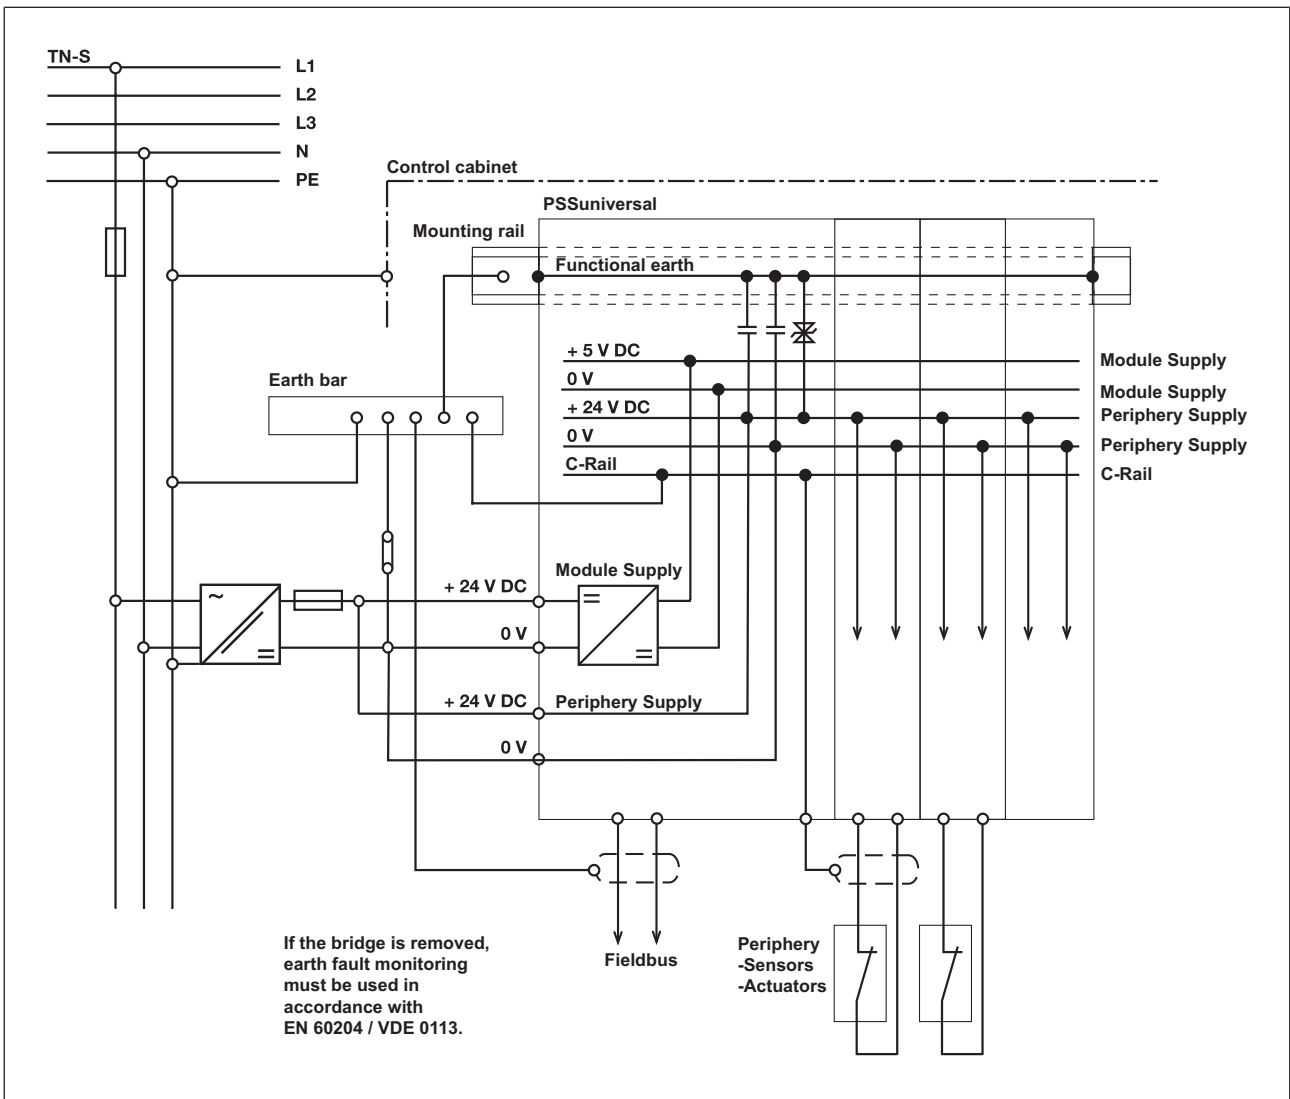 TN-S
L1
L2
L3
N
PE
Control cabinet
PSSuniversal
Mounting rail
Functional earth
+ 5 V DC
Module Supply
0 V
Module Supply
+ 24 V DC
Periphery Supply
0 V
Periphery Supply
C-Rail
C-Rail
Earth bar
Module Supply
+ 24 V DC
0 V
+ 24 V DC
Periphery Supply
0 V
~
If the bridge is removed,
earth fault monitoring
must be used in
accordance with
EN 60204 / VDE 0113.
Fieldbus
Periphery
-Sensors
-Actuators